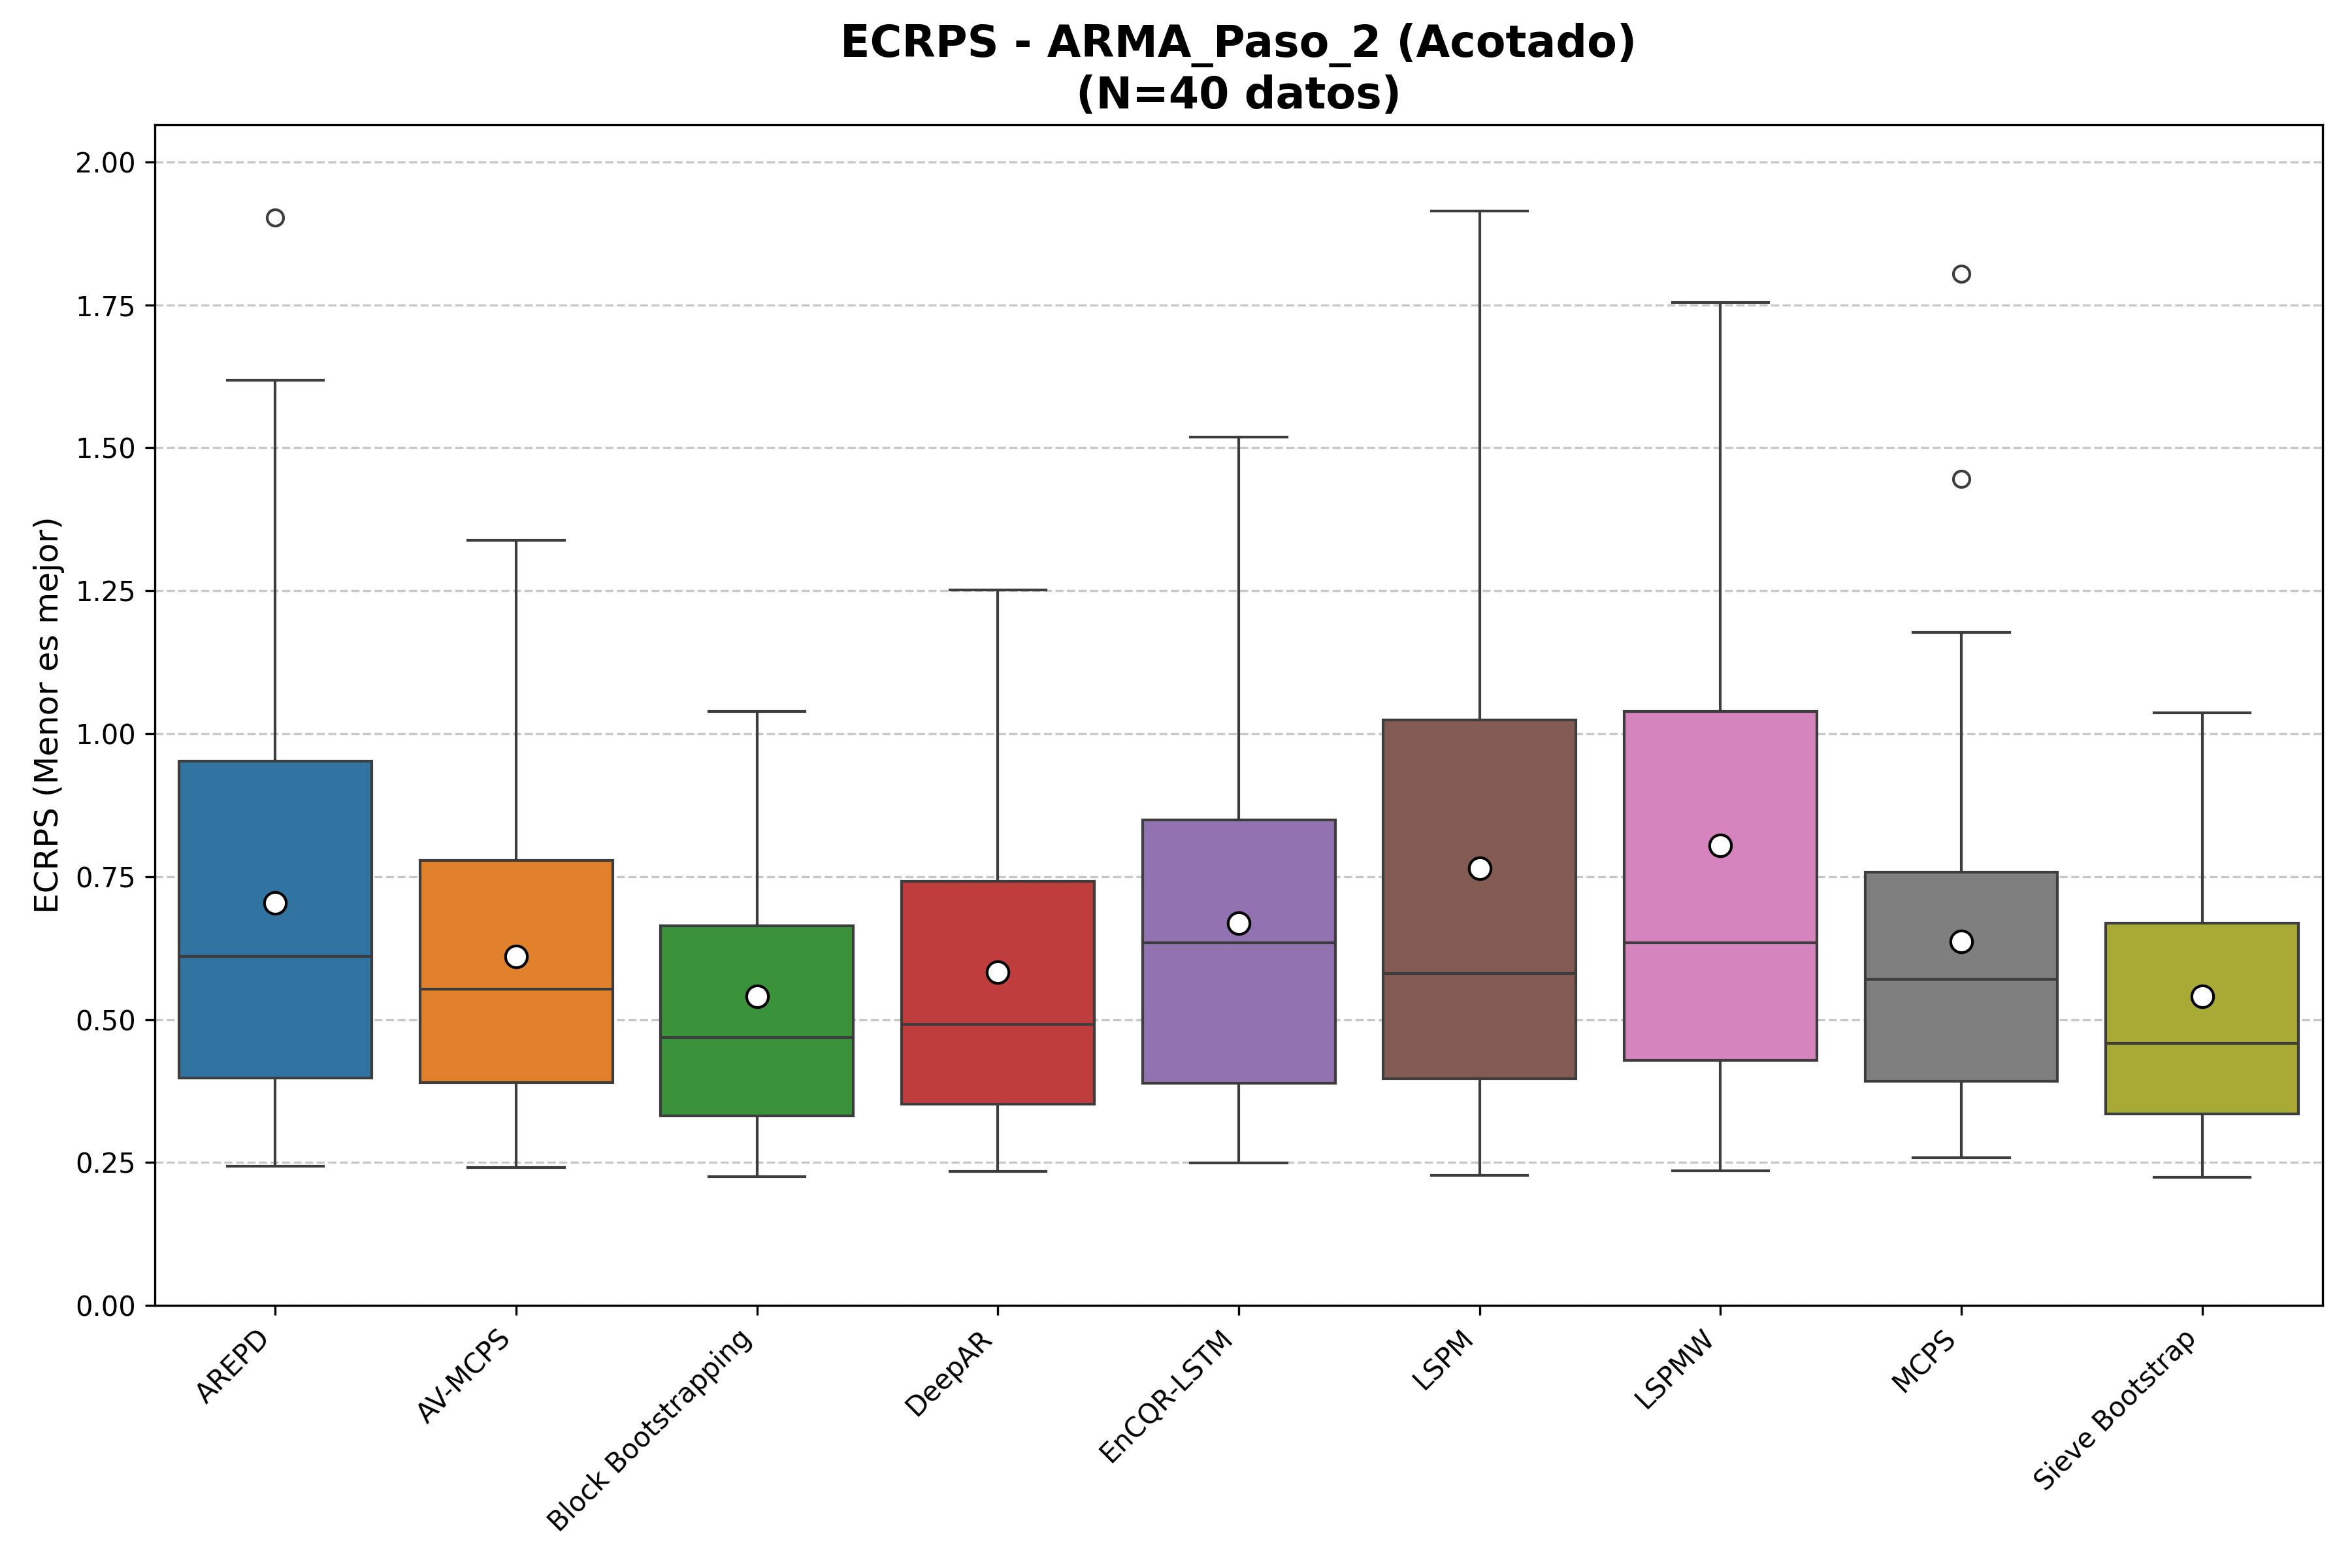 ECRPS - ARMA_Paso_2 (Acotado)
(N=40 datos)
ECRPS (Menor es mejor)
2.00
1.75
1.50
1.25
1.00
0.75
0.50
0.25
0.00
AREPD
AV-MCPS
Block Bootstrapping
DeepAR
EnCQR-LSTM
LSPM
LSPMW
MCPS
Sieve Bootstrap